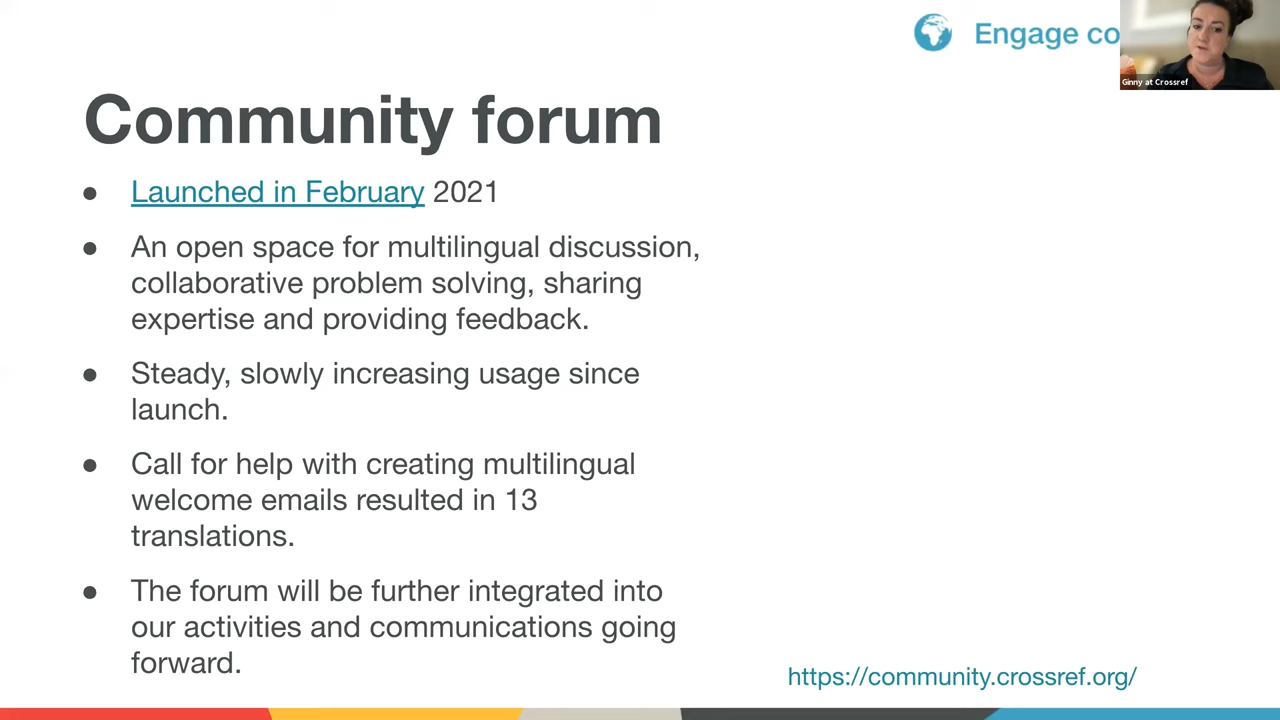 Engage co
Ginny at Crossref
Community forum
● Launched in February 2021
● An open space for multilingual discussion,
collaborative problem solving, sharing
expertise and providing feedback.
● Steady, slowly increasing usage since
launch.
● Call for help with creating multilingual
welcome emails resulted in 13
translations.
● The forum will be further integrated into
our activities and communications going
forward.
https://community.crossref.org/